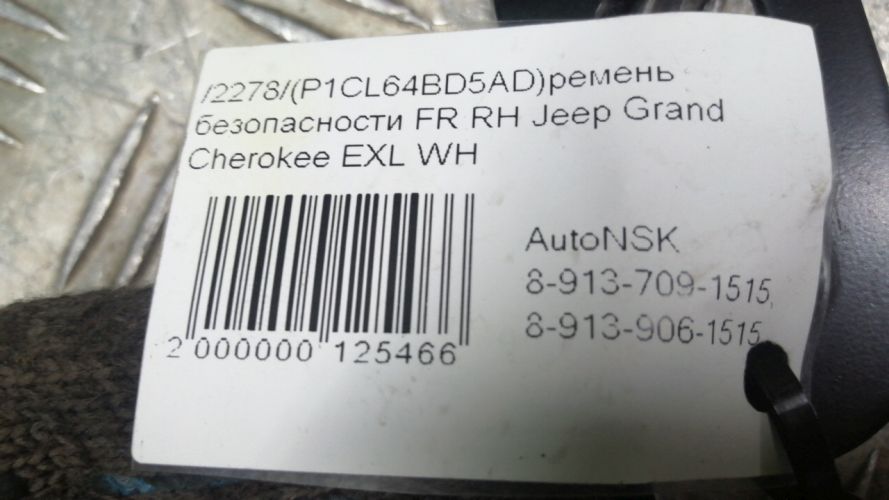 /2278/(P1CL64BD5AD)ремень
безопасности FR RH Jeep Grand
Cherokee EXL WH
AutoNSK
8-913-709-1515,
8-913-906-1515,
2 000000 125466